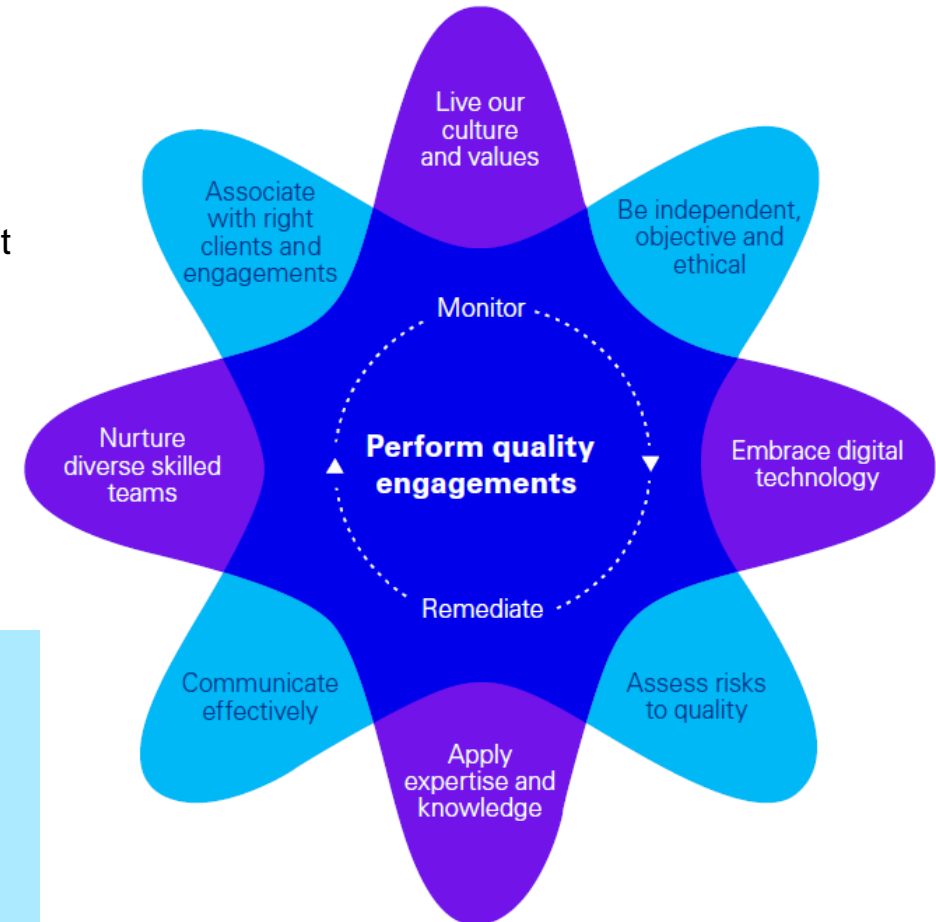 Live our
culture
and values
Be independent,
objective and
ethical
Embrace digital
technology
Assess risks
to quality
Apply
expertise and
knowledge
Communicate
effectively
Nurture
diverse skilled
teams
Associate
with right
clients and
engagements
t
Monitor
Perform quality
engagements
Remediate